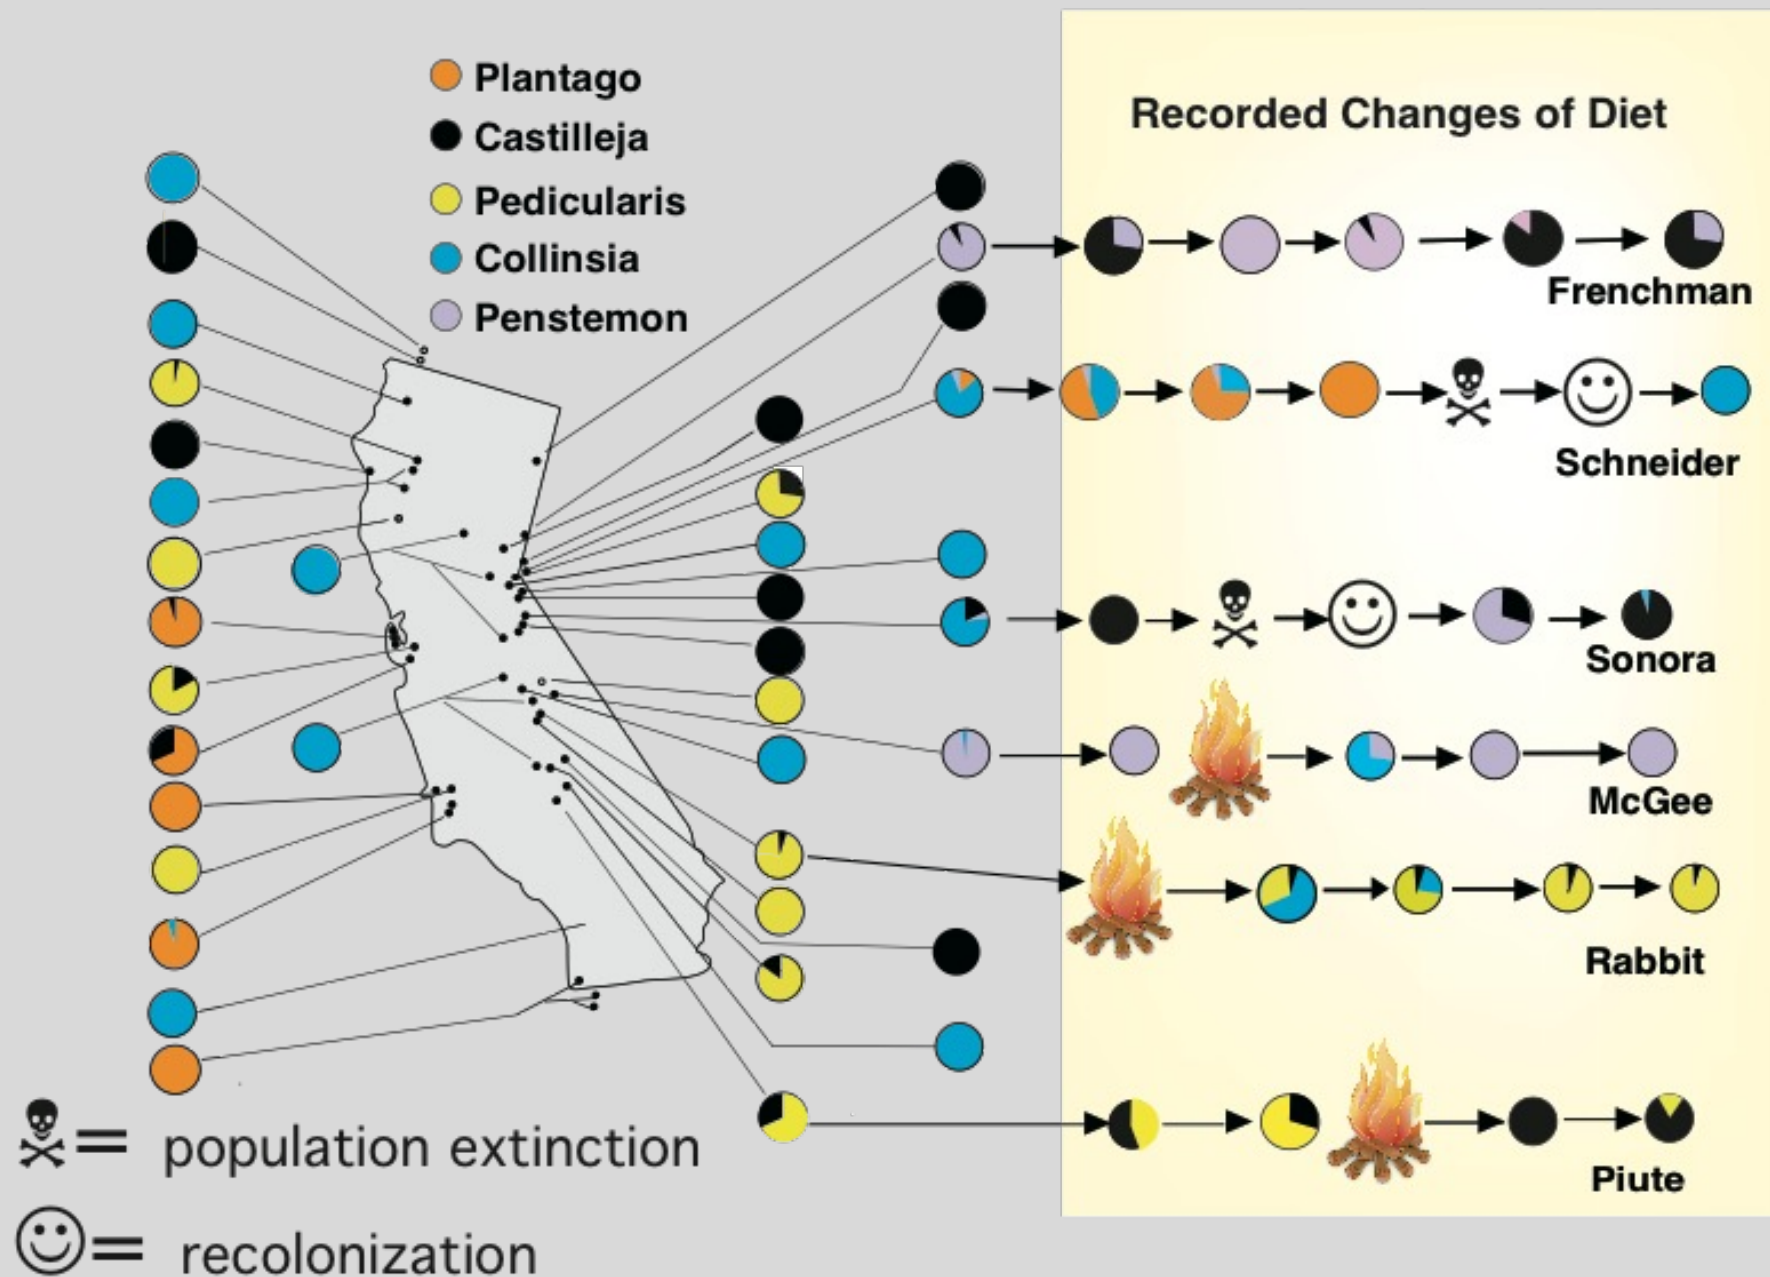 Plantago
Castilleja
Pedicularis
Collinsia
Penstemon
Recorded Changes of Diet
Frenchman
Schneider
Sonora
McGee
Rabbit
Piute
= population extinction
= recolonization